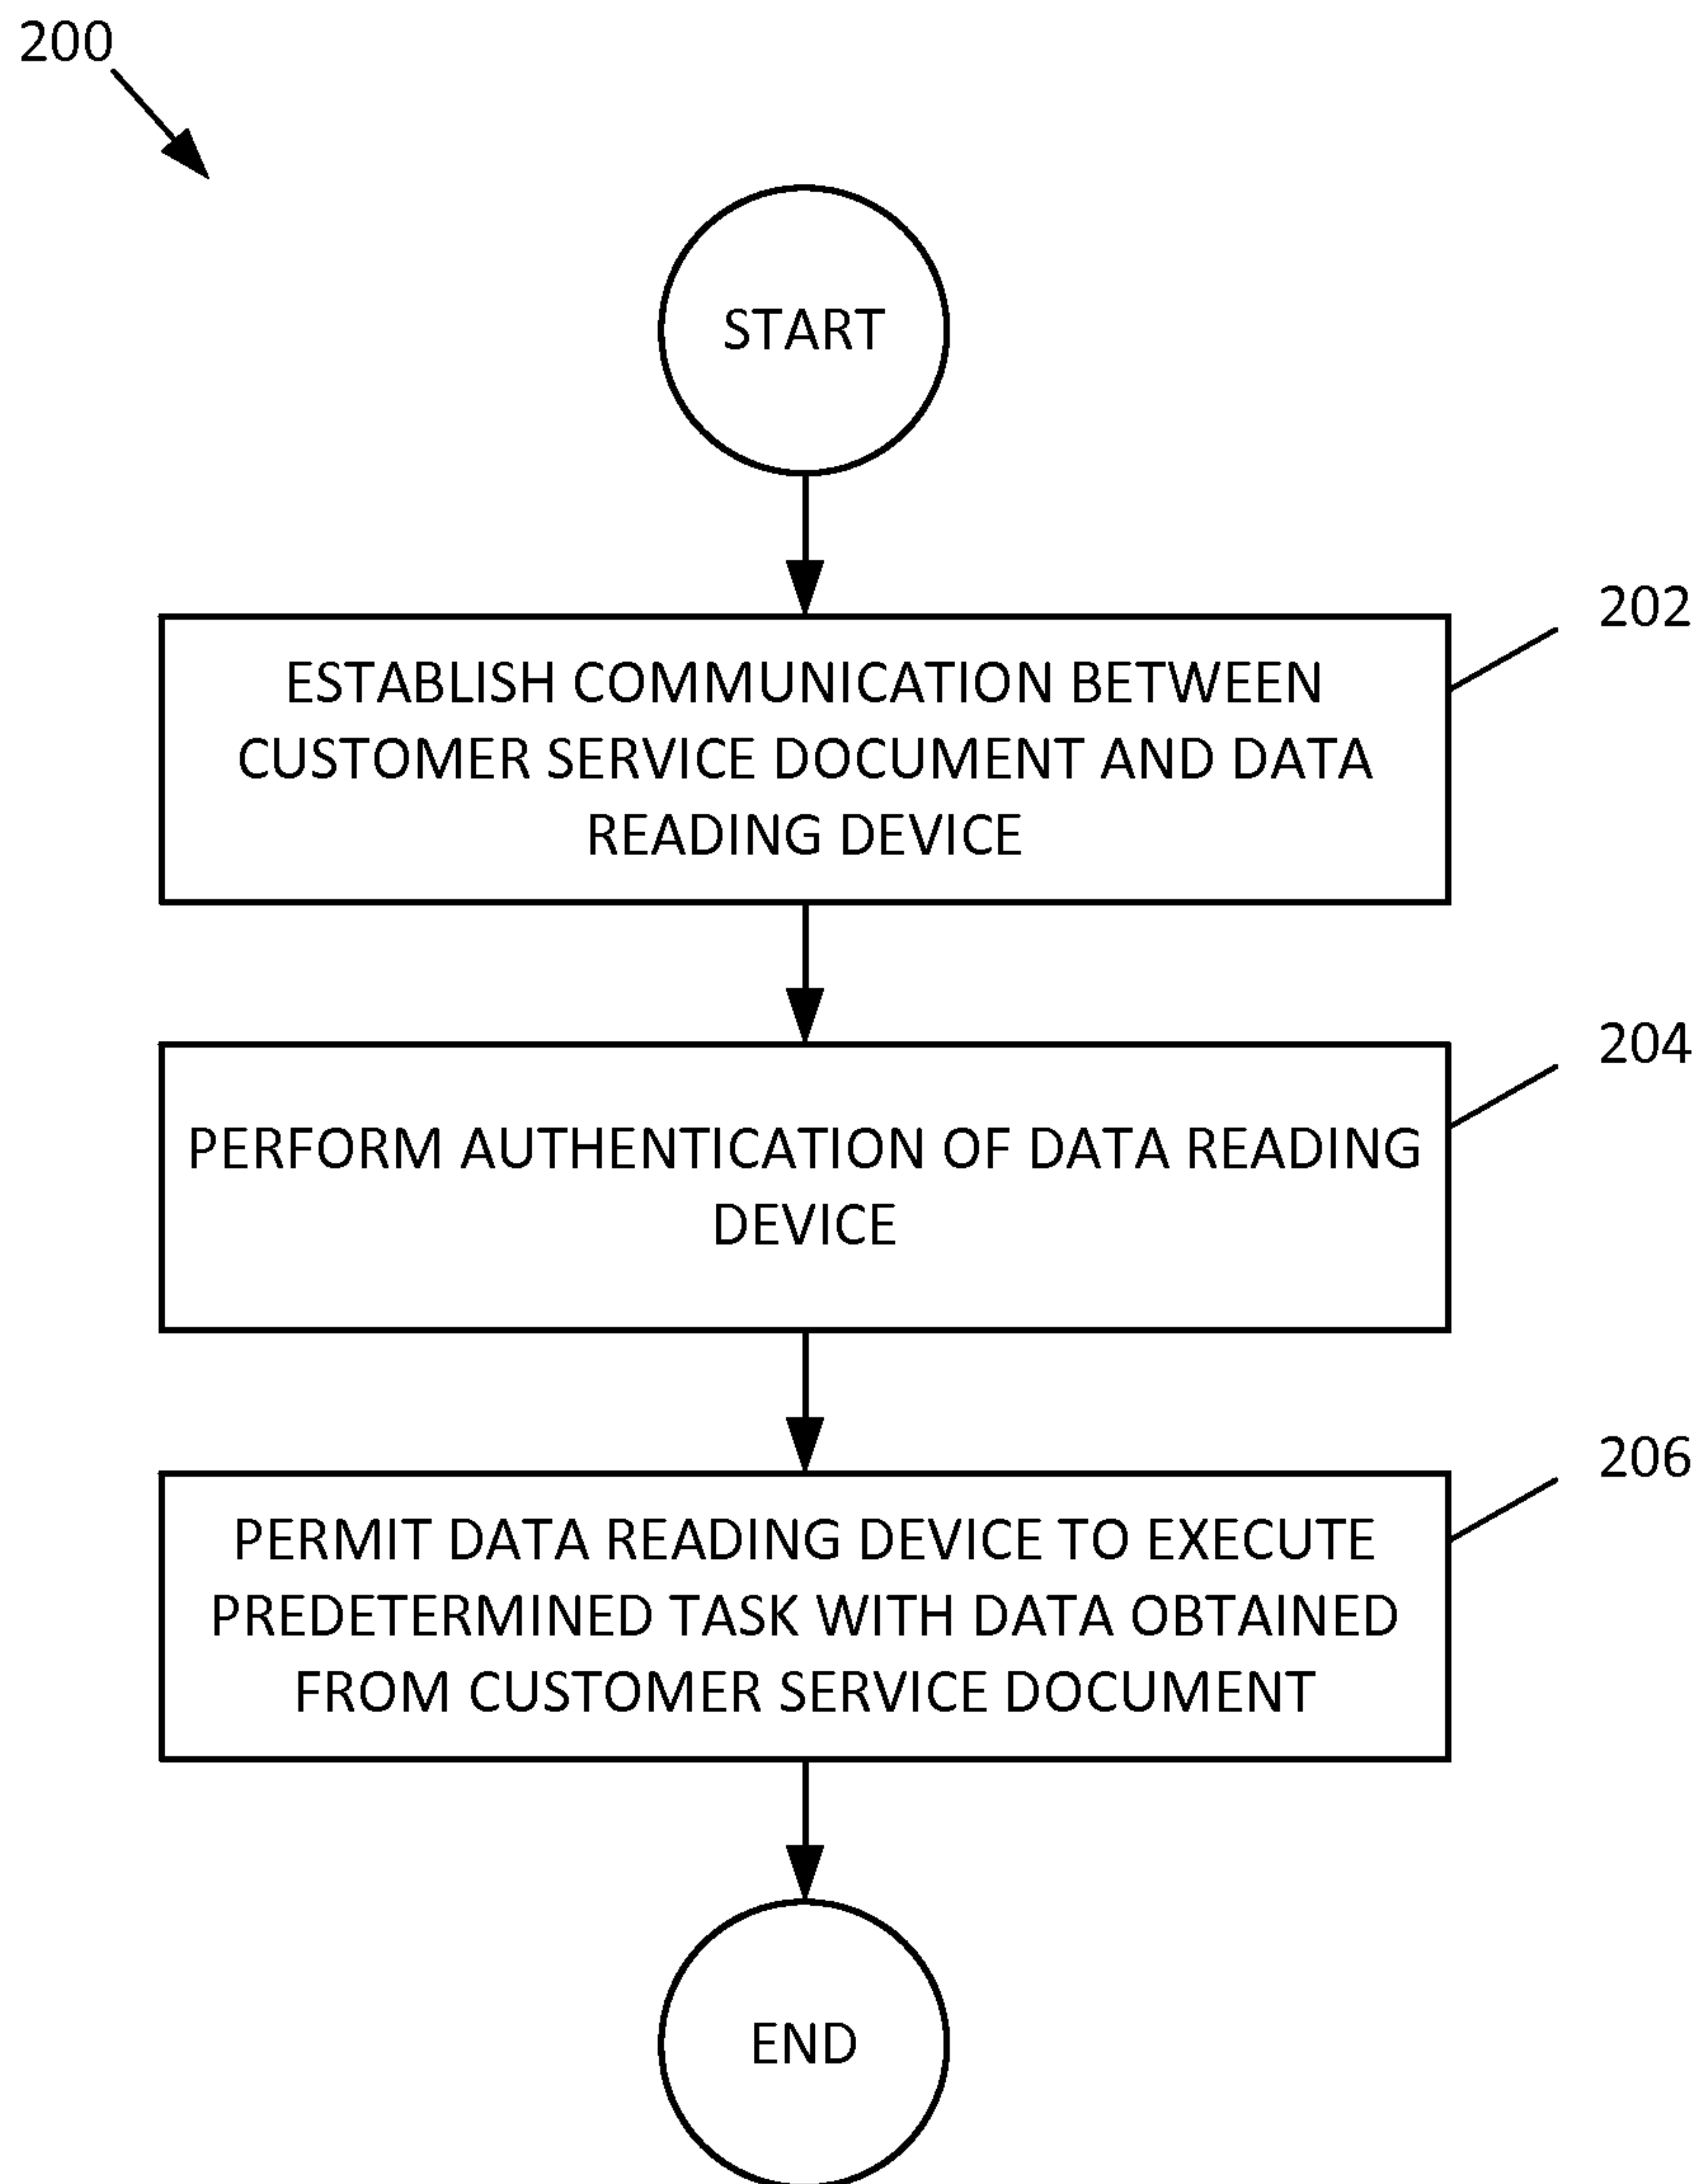 200
START
202
ESTABLISH COMMUNICATION BETWEEN
CUSTOMER SERVICE DOCUMENT AND DATA
READING DEVICE
204
PERFORM AUTHENTICATION OF DATA READING
DEVICE
206
PERMIT DATA READING DEVICE TO EXECUTE
PREDETERMINED TASK WITH DATA OBTAINED
FROM CUSTOMER SERVICE DOCUMENT
END